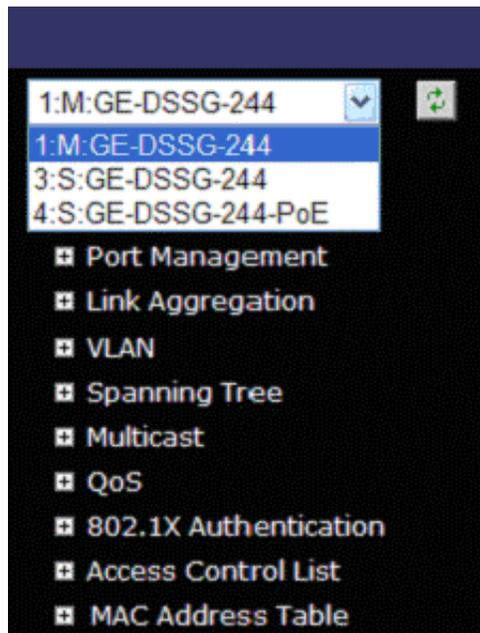 1:M:GE-DSSG-244
1:M:GE-DSSG-244
3:S:GE-DSSG-244
4:S:GE-DSSG-244-PoE
Port Management
Link Aggregation
VLAN
Spanning Tree
Multicast
QoS
802.1X Authentication
Access Control List
MAC Address Table